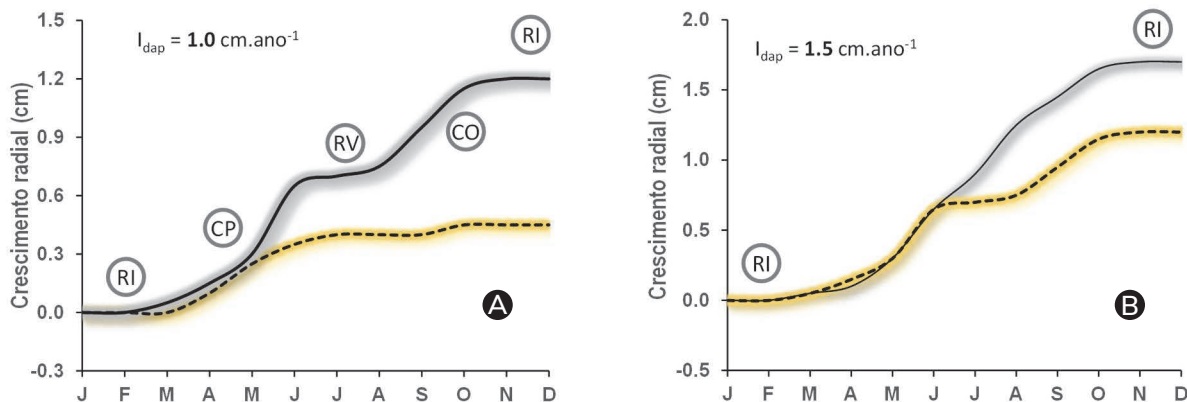 Crescimento radial (cm)
1.5
1.2
0.9
0.6
0.3
0.0
-0.3
I dap = 1.0 cm.ano-1
RI
CP
RV
CO
RI
A
J F M A M J J A S O N D
Crescimento radial (cm)
2.0
1.5
1.0
0.5
0.0
-0.5
I dap = 1.5 cm.ano-1
RI
RI
B
J F M A M J J A S O N D